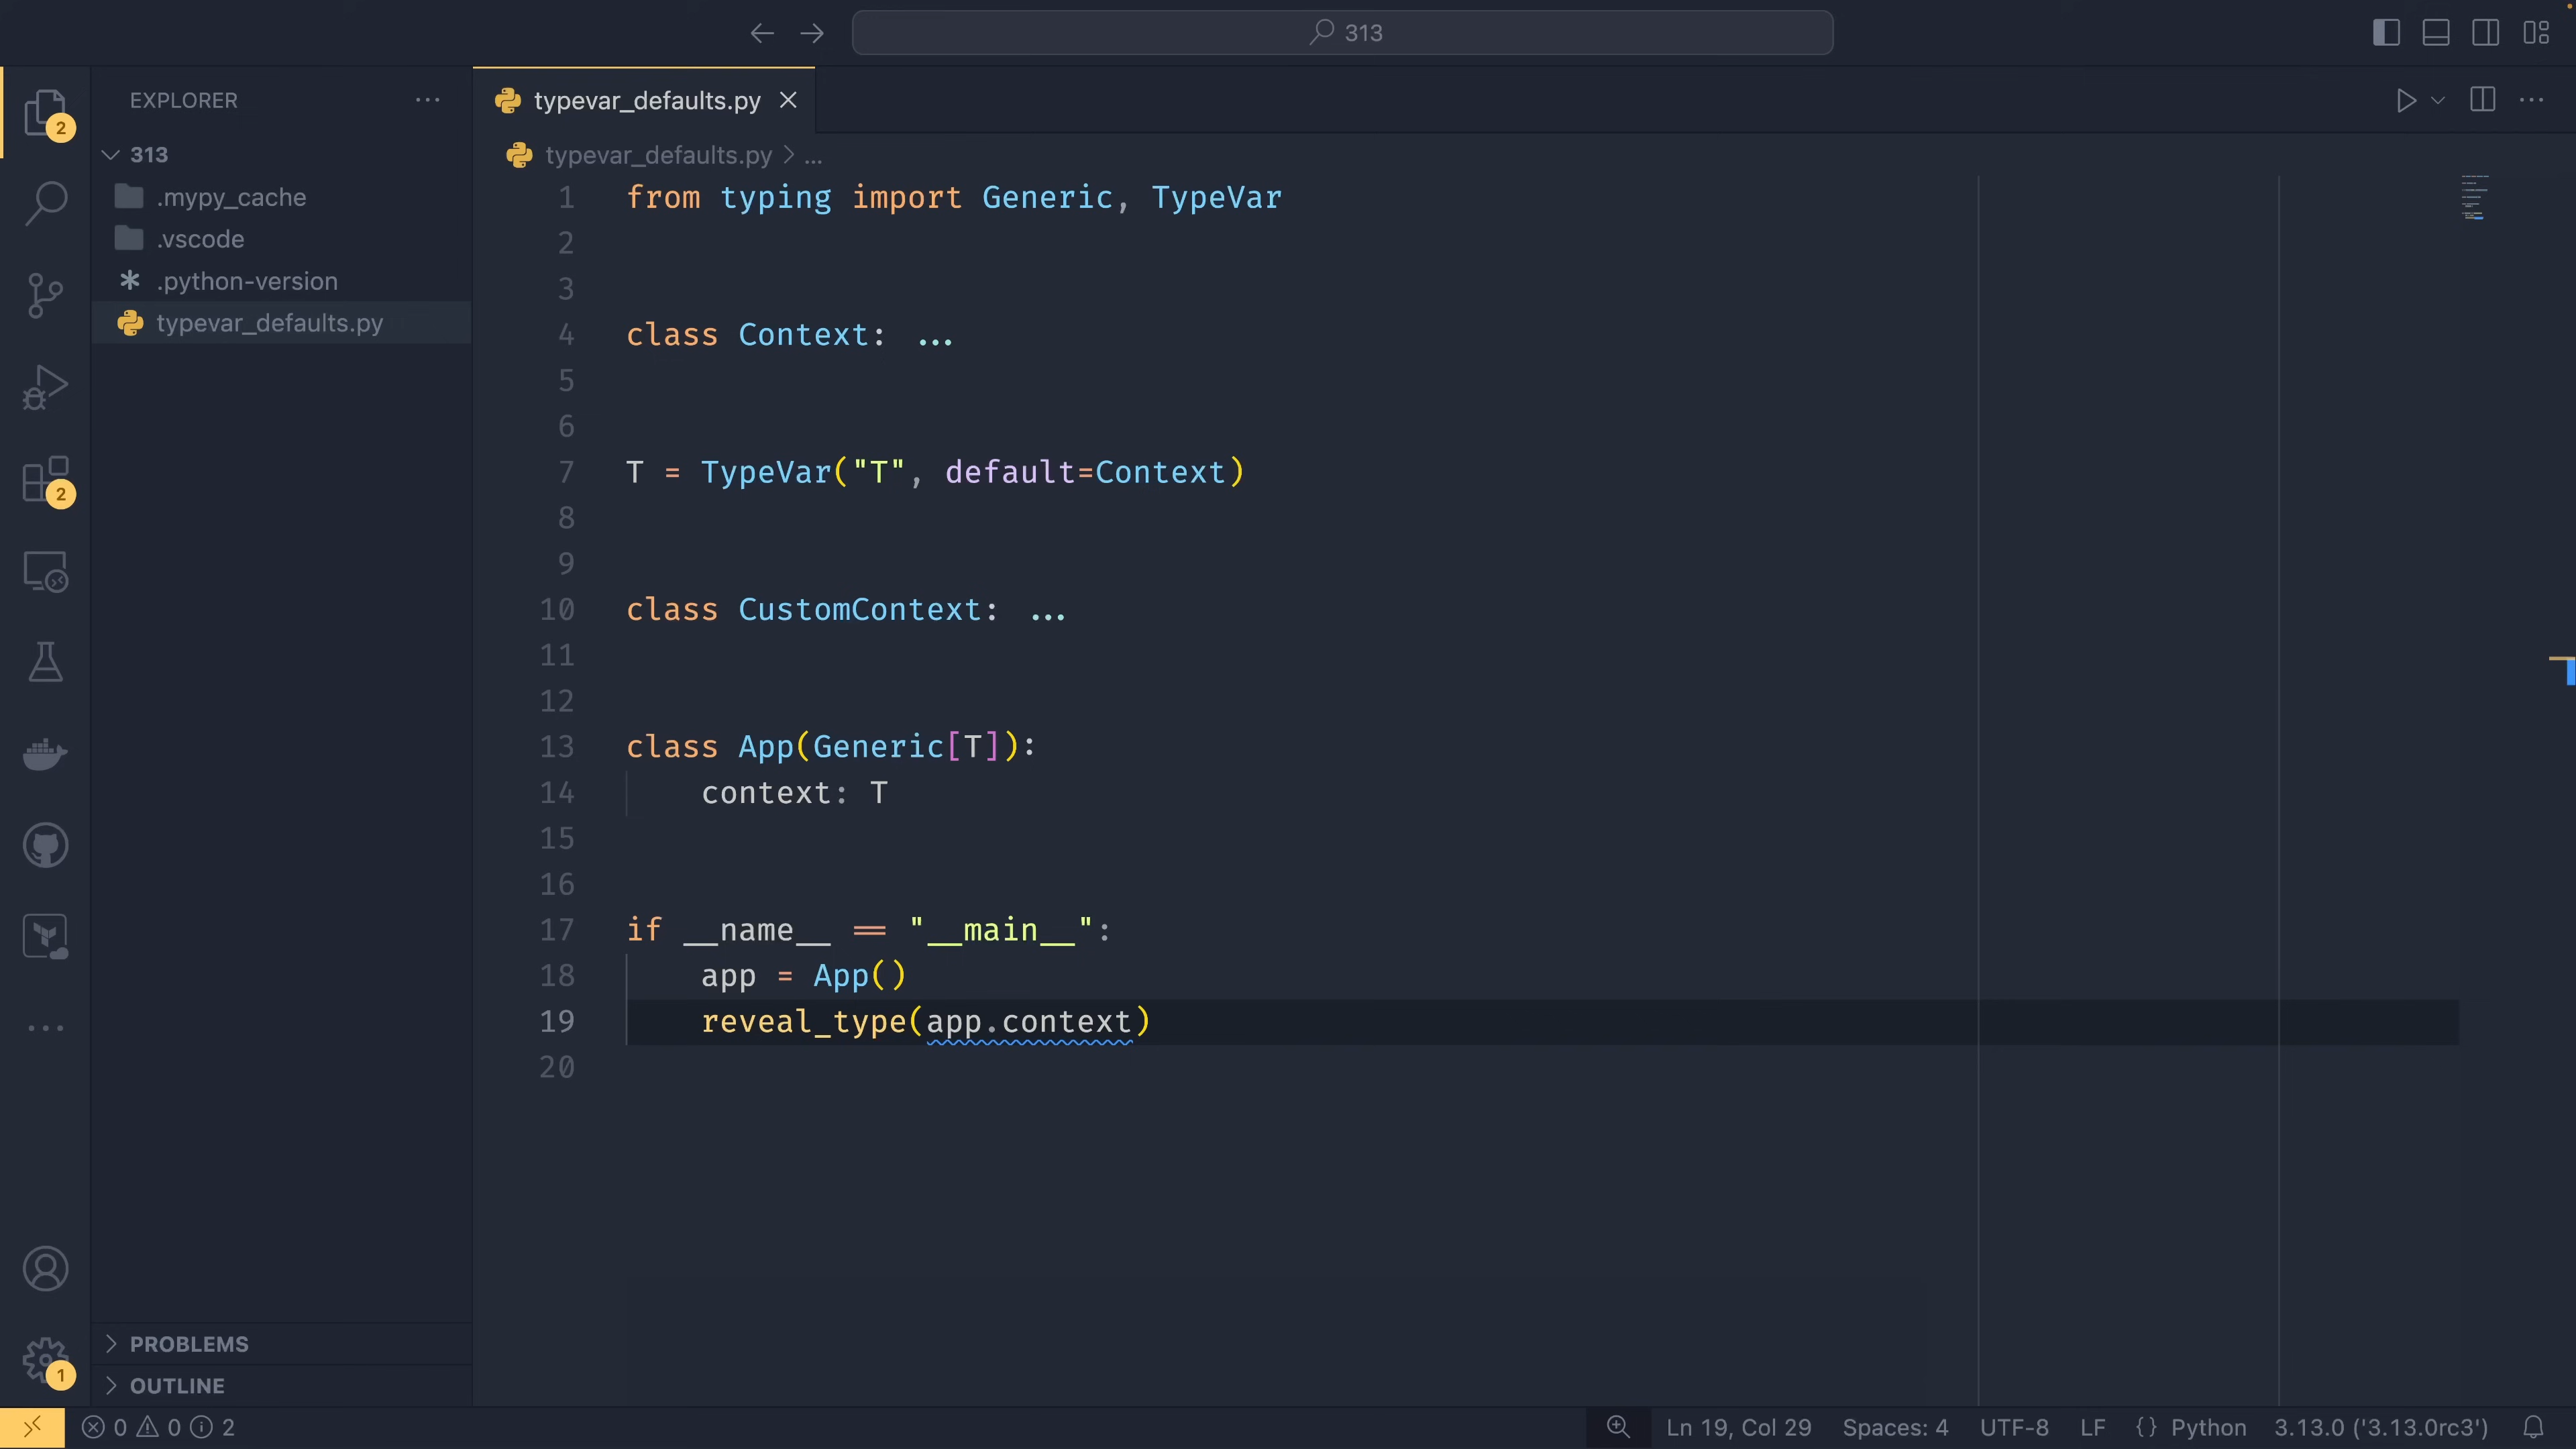 313
EXPLORER
313
.mypy_cache
.vscode
.python-version
typevar_defaults.py
PROBLEMS
OUTLINE
2
2
1
typevar_defaults.py
typevar_defaults.py > ...
1 from typing import Generic, TypeVar
2
3
4 class Context: ...
5
6
7 T = TypeVar("T", default=Context)
8
9
10 class CustomContext: ...
11
12
13 class App(Generic[T]):
14 context: T
15
16
17 if __name__ == "__main__":
18 app = App()
19 reveal_type(app.context)
20
0 0 2
Ln 19, Col 29 Spaces: 4 UTF-8 LF {} Python 3.13.0 ('3.13.0rc3')